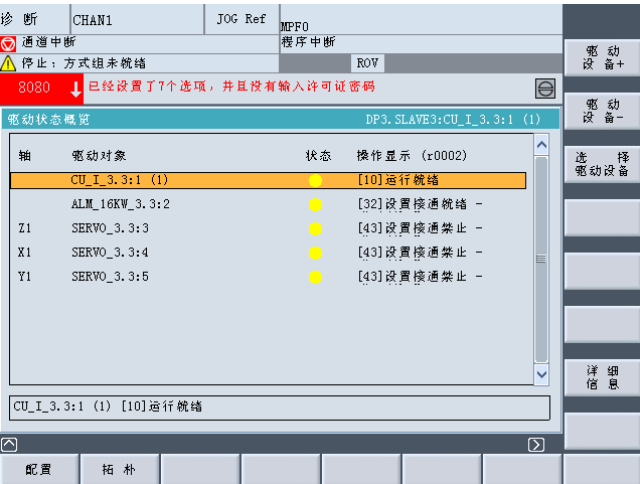 诊断 CHAN1 JOG Ref MPF0
通道中断 程序中断
停止：方式组未就绪 ROV
8080 已经设置了7个选项，并且没有输入许可证密码
驱动状态概览 DP3.SLAVE3:CU_I_3.3:1 (1)
轴 驱动对象 状态 操作显示 (r0002)
CU_I_3.3:1 (1) [10]运行就绪
ALM_16KW_3.3:2 [32]设置接通就绪 -
Z1 SERVO_3.3:3 [43]设置接通禁止 -
X1 SERVO_3.3:4 [43]设置接通禁止 -
Y1 SERVO_3.3:5 [43]设置接通禁止 -
CU_I_3.3:1 (1) [10]运行就绪
驱动
设备+
驱动
设备-
选择
驱动设备
详细
信息
配置 拓朴